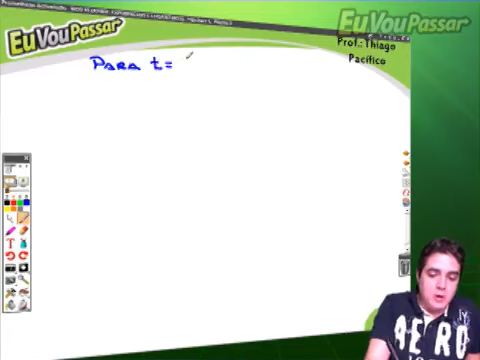 EuVouPassar
EuVouPassar
Prof.: Thiago
Pacífico
PARA t=
AERO